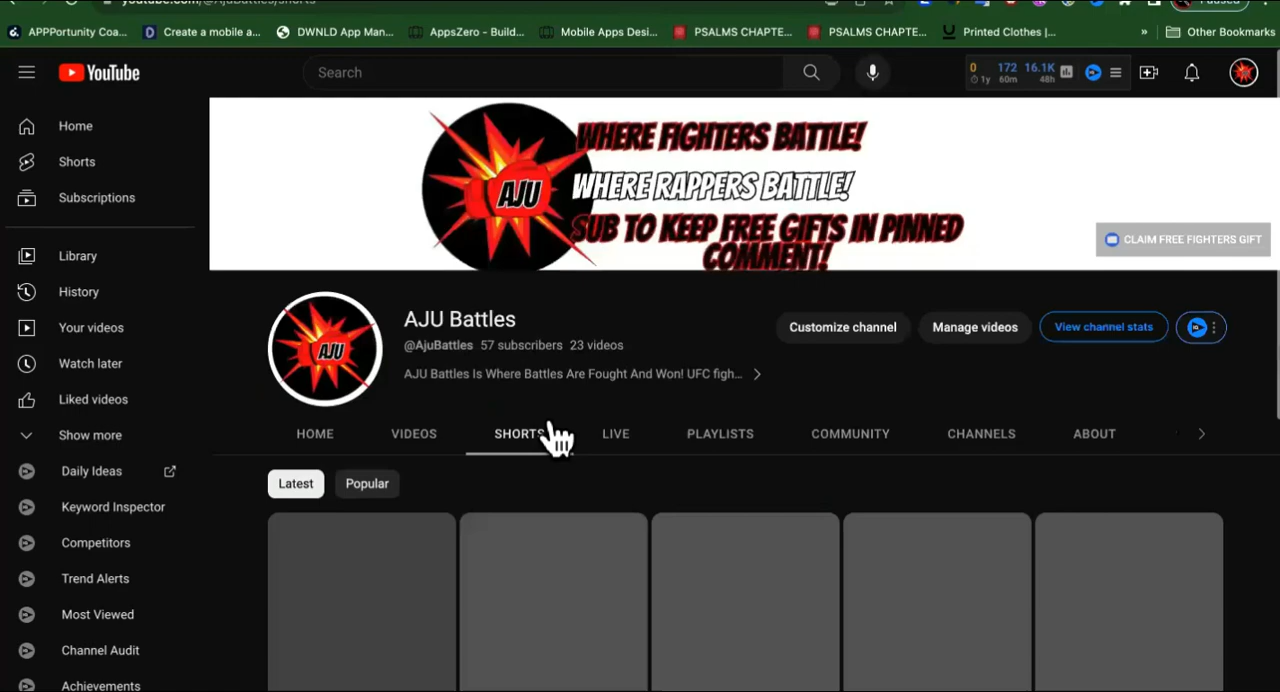 APPPortunity Coa...
Create a mobile a...
DWNLD App Man...
AppsZero - Build...
Mobile Apps Desi...
PSALMS CHAPTE...
PSALMS CHAPTE...
Printed Clothes |...
»
Other Bookmarks
YouTube
Search
0 172 16.1K
1y 60m 48h
Home
Shorts
Subscriptions
Library
History
Your videos
Watch later
Liked videos
Show more
Daily Ideas
Keyword Inspector
Competitors
Trend Alerts
Most Viewed
Channel Audit
Achievements
AJU
WHERE FIGHTERS BATTLE!
WHERE RAPPERS BATTLE!
SUB TO KEEP FREE GIFTS IN PINNED
COMMENT!
CLAIM FREE FIGHTERS GIFT
AJU
AJU Battles
@AjuBattles 57 subscribers 23 videos
AJU Battles Is Where Battles Are Fought And Won! UFC figh...
Customize channel
Manage videos
View channel stats
HOME VIDEOS SHORTS LIVE PLAYLISTS COMMUNITY CHANNELS ABOUT
Latest Popular